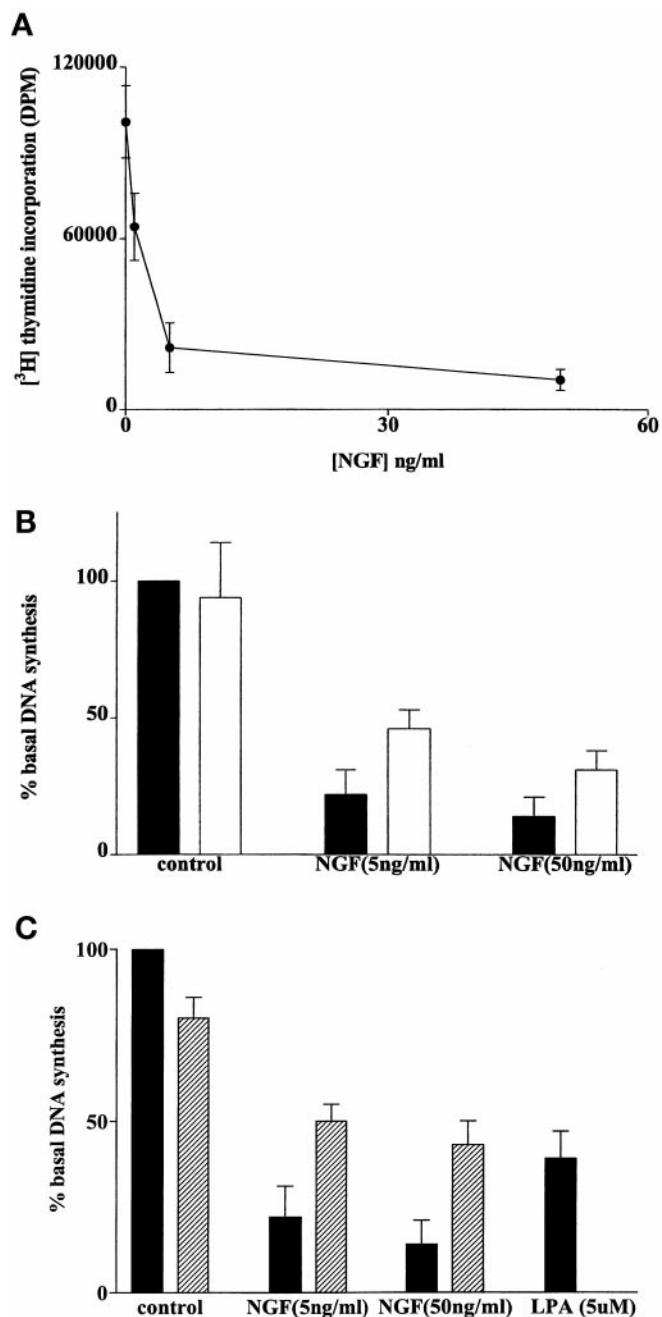 A
[³H] thymidine incorporation (DPM)
120000
60000
0
0
30
60
[NGF] ng/ml
B
% basal DNA synthesis
100
50
0
control
NGF(5ng/ml)
NGF(50ng/ml)
C
% basal DNA synthesis
100
50
0
control
NGF(5ng/ml)
NGF(50ng/ml)
LPA (5uM)